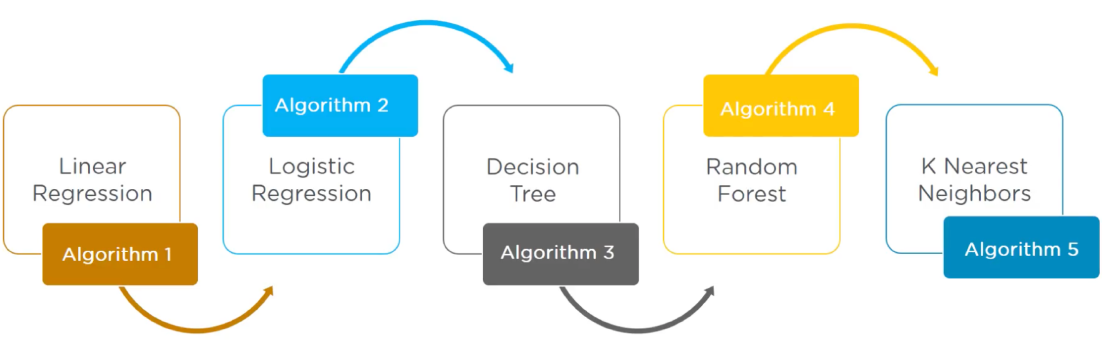 Linear
Regression
Algorithm 1
Algorithm 2
Logistic
Regression
Decision
Tree
Algorithm 3
Algorithm 4
Random
Forest
K Nearest
Neighbors
Algorithm 5